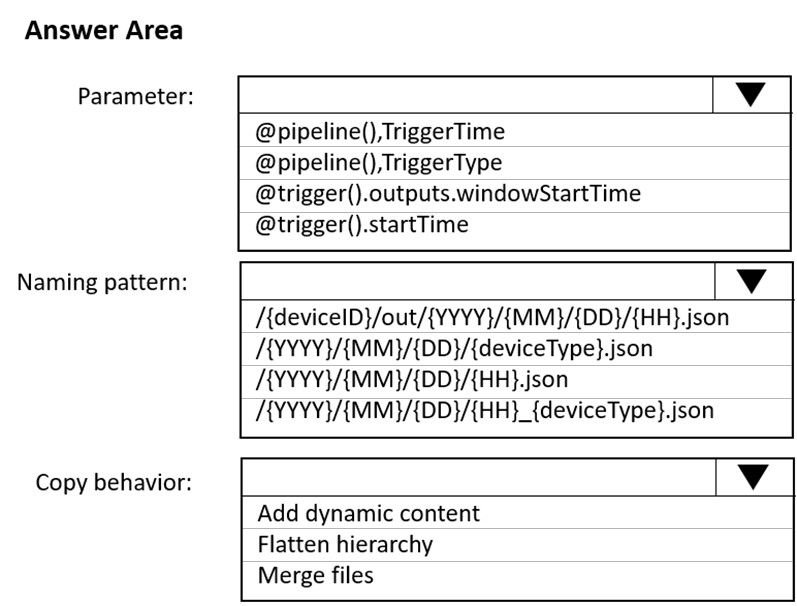 Answer Area
Parameter:
@pipeline(),TriggerTime
@pipeline(),TriggerType
@trigger().outputs.windowStartTime
@trigger().startTime
Naming pattern:
/{deviceID}/out/{YYYY}/{MM}/{DD}/{HH}.json
/{YYYY}/{MM}/{DD}/{deviceType}.json
/{YYYY}/{MM}/{DD}/{HH}.json
/{YYYY}/{MM}/{DD}/{HH}_{deviceType}.json
Copy behavior:
Add dynamic content
Flatten hierarchy
Merge files